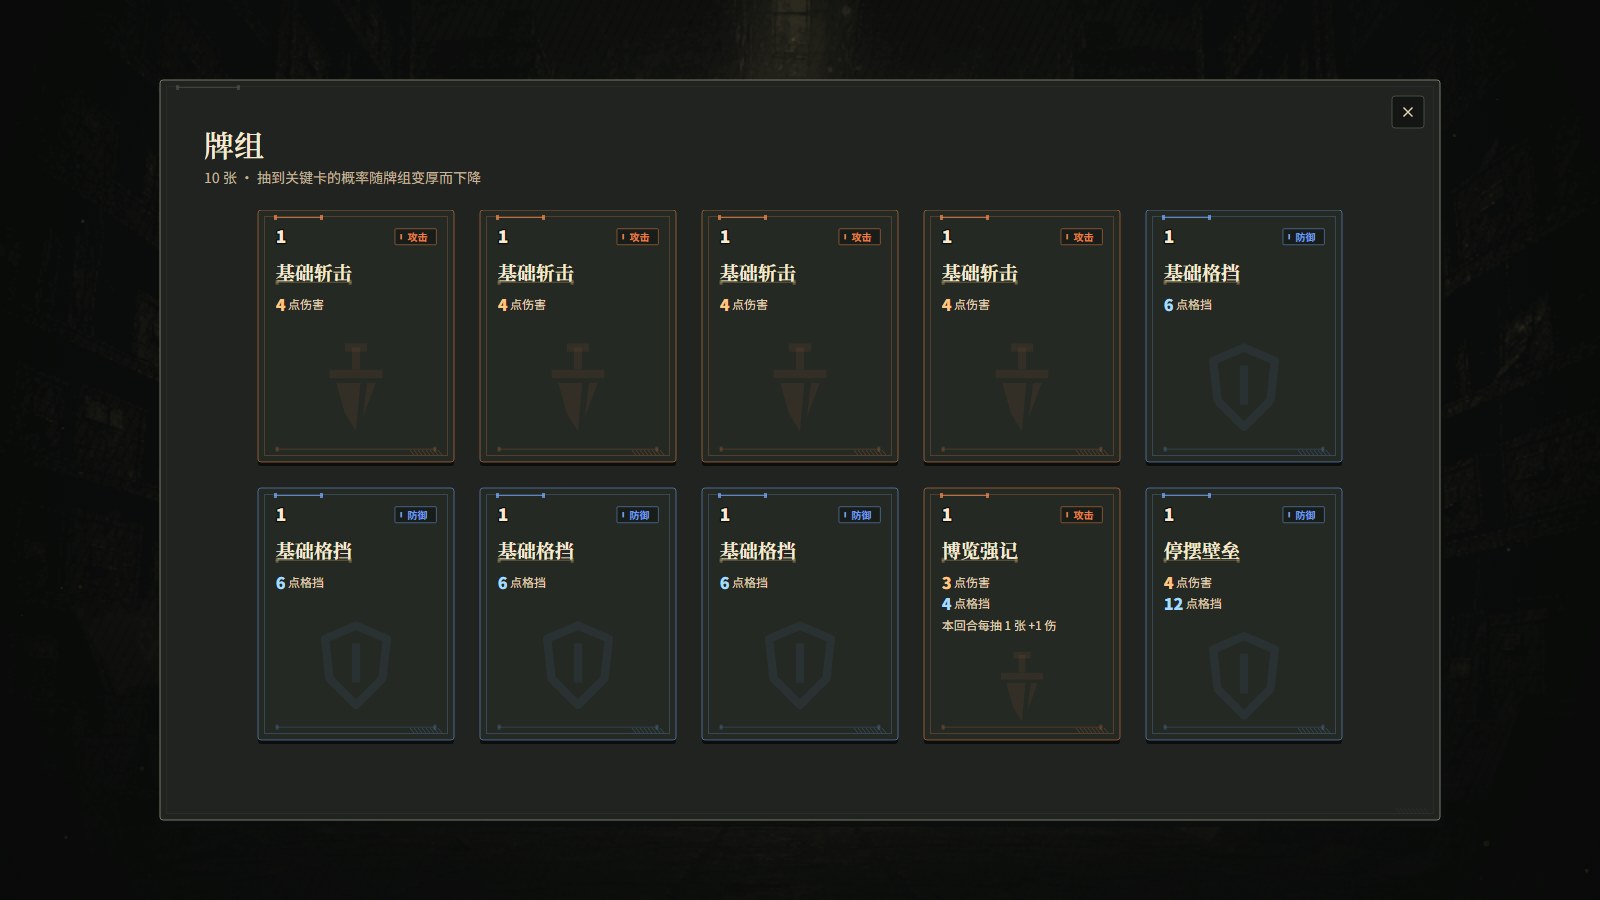 牌组
10 张 · 抽到关键卡的概率随牌组变厚而下降
1 攻击
基础斩击
4 点伤害
1 攻击
基础斩击
4 点伤害
1 攻击
基础斩击
4 点伤害
1 攻击
基础斩击
4 点伤害
1 防御
基础格挡
6 点格挡
1 防御
基础格挡
6 点格挡
1 防御
基础格挡
6 点格挡
1 防御
基础格挡
6 点格挡
1 攻击
博览强记
3 点伤害
4 点格挡
本回合每抽 1 张 +1 伤
1 防御
停摆壁垒
4 点伤害
12 点格挡